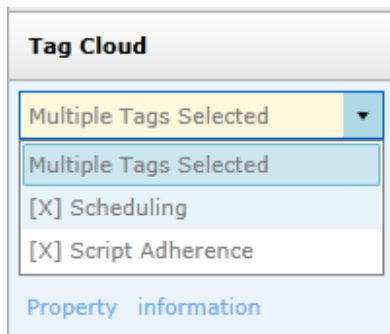 Tag Cloud
Multiple Tags Selected
Multiple Tags Selected
[X] Scheduling
[X] Script Adherence
Property information